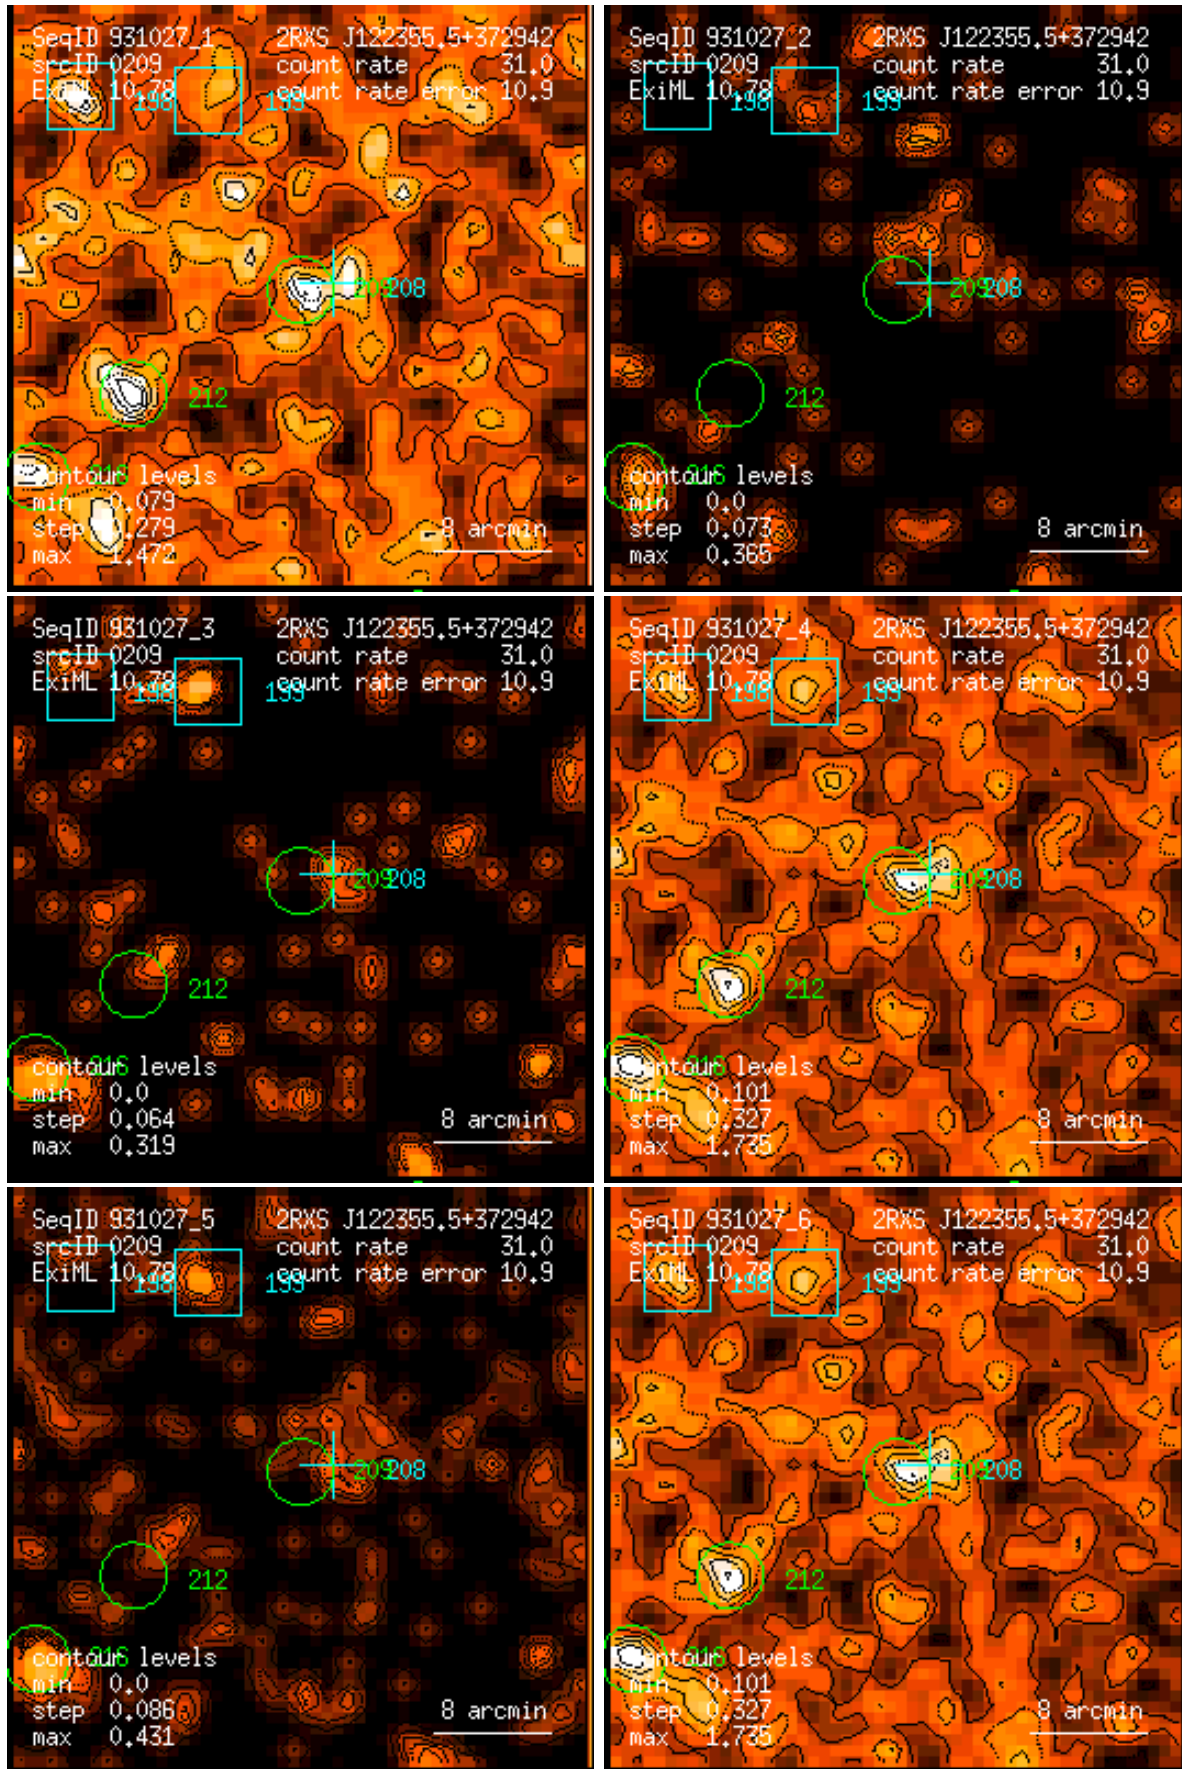 SeqID 931027_1 2RXS J122355.5+372942
srcID 0209 count rate 31.0
ExiML 10.78 count rate error 10.9
198 199
209 208
212
916
contour levels
min 0.079
step 0.279
max 1.472
8 arcmin
SeqID 931027_2 2RXS J122355.5+372942
srcID 0209 count rate 31.0
ExiML 10.78 count rate error 10.9
198 199
209 208
212
916
contour levels
min 0.0
step 0.073
max 0.365
8 arcmin
SeqID 931027_3 2RXS J122355.5+372942
srcID 0209 count rate 31.0
ExiML 10.78 count rate error 10.9
198 199
209 208
212
916
contour levels
min 0.0
step 0.064
max 0.319
8 arcmin
SeqID 931027_4 2RXS J122355.5+372942
srcID 0209 count rate 31.0
ExiML 10.78 count rate error 10.9
198 199
209 208
212
916
contour levels
min 0.101
step 0.327
max 1.735
8 arcmin
SeqID 931027_5 2RXS J122355.5+372942
srcID 0209 count rate 31.0
ExiML 10.78 count rate error 10.9
198 199
209 208
212
916
contour levels
min 0.0
step 0.086
max 0.431
8 arcmin
SeqID 931027_6 2RXS J122355.5+372942
srcID 0209 count rate 31.0
ExiML 10.78 count rate error 10.9
198 199
209 208
212
916
contour levels
min 0.101
step 0.327
max 1.735
8 arcmin